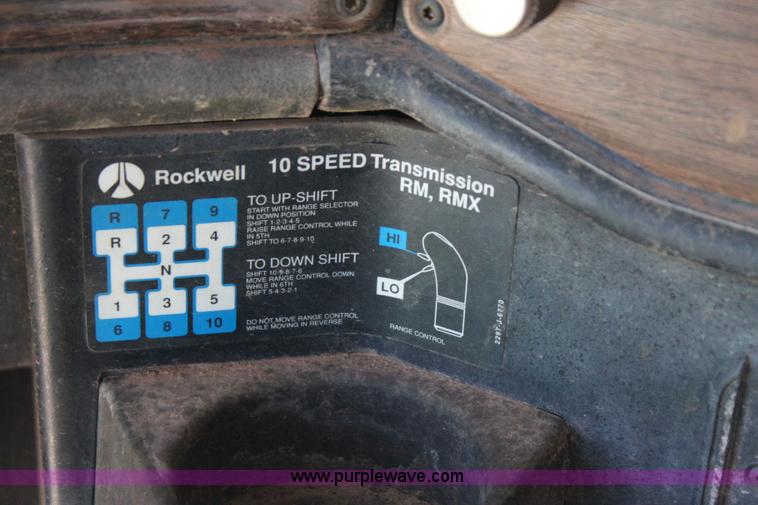 Rockwell 10 SPEED Transmission
RM, RMX
R 7 9
R 2 4
N
1 3 5
6 8 10
TO UP-SHIFT
START WITH RANGE SELECTOR
IN DOWN POSITION
SHIFT 1-2-3-4-5
RAISE RANGE CONTROL WHILE
IN 5TH
SHIFT TO 6-7-8-9-10
TO DOWN SHIFT
SHIFT 10-9-8-7-6
MOVE RANGE CONTROL DOWN
WHILE IN 6TH
SHIFT 5-4-3-2-1
DO NOT MOVE RANGE CONTROL
WHILE MOVING IN REVERSE
HI
LO
RANGE CONTROL
2297-J-6770
www.purplewave.com